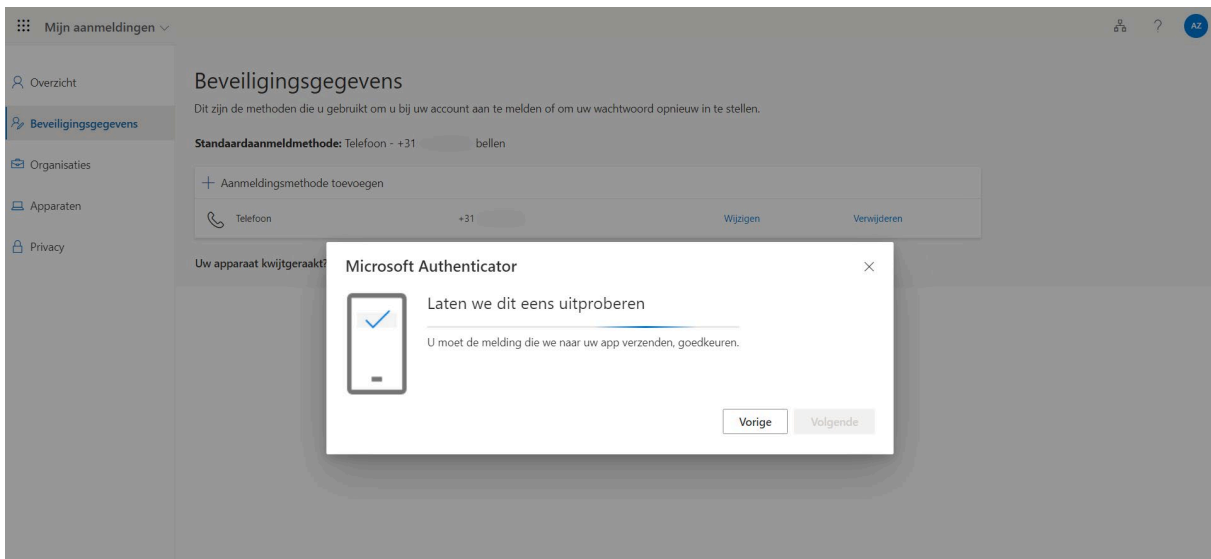 Mijn aanmeldingen
?
AZ
Overzicht
Beveiligingsgegevens
Organisaties
Apparaten
Privacy
Beveiligingsgegevens
Dit zijn de methoden die u gebruikt om u bij uw account aan te melden of om uw wachtwoord opnieuw in te stellen.
Standaardaanmeldmethode: Telefoon - +31 bellen
+ Aanmeldingsmethode toevoegen
Telefoon +31 Wijzigen Verwijderen
Uw apparaat kwijtgeraakt?
Microsoft Authenticator
Laten we dit eens uitproberen
U moet de melding die we naar uw app verzenden, goedkeuren.
Vorige Volgende